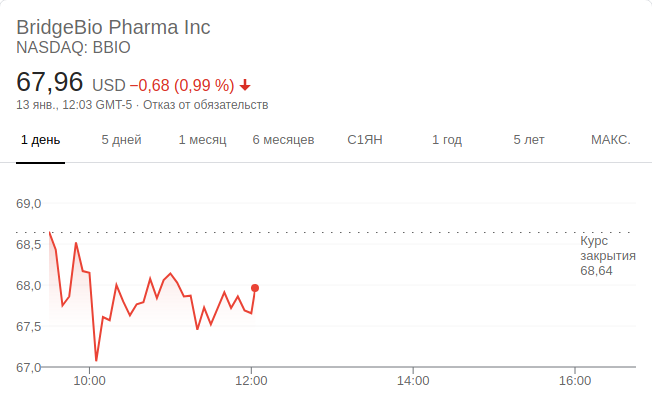 BridgeBio Pharma Inc
NASDAQ: BBIO
67,96 USD −0,68 (0,99 %)
13 янв., 12:03 GMT-5 · Отказ от обязательств
1 день 5 дней 1 месяц 6 месяцев С1ЯН 1 год 5 лет МАКС.
69,0
68,5
68,0
67,5
67,0
Курс
закрытия
68,64
10:00 12:00 14:00 16:00